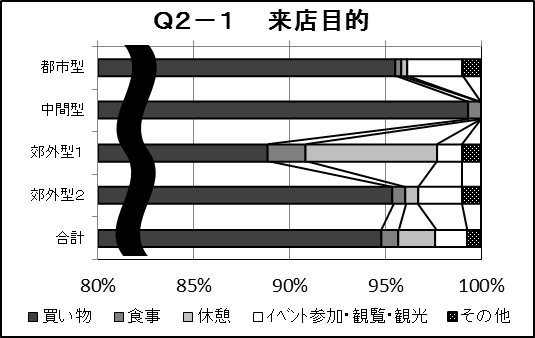 Q2－1　来店目的
都市型
中間型
郊外型1
郊外型2
合計
80% 85% 90% 95% 100%
買い物 食事 休憩 イベント参加・観覧・観光 その他